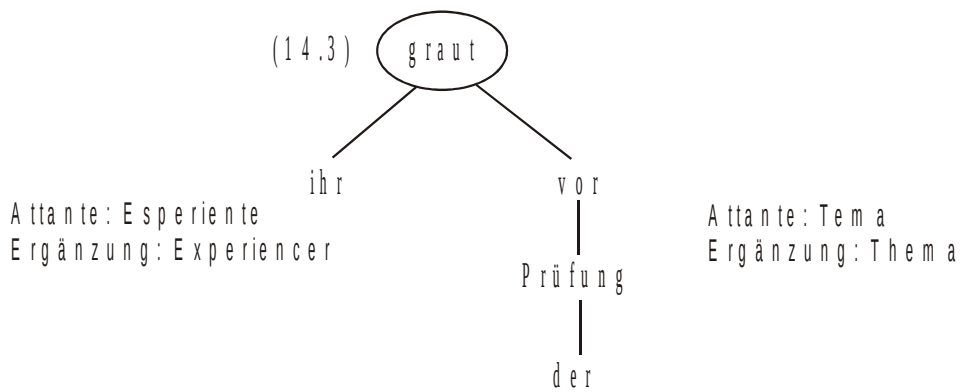 (14.3) graut
ihr vor
Attante: Esperiente
Ergänzung: Experiencer
Attante: Tema
Ergänzung: Thema
Prüfung
der